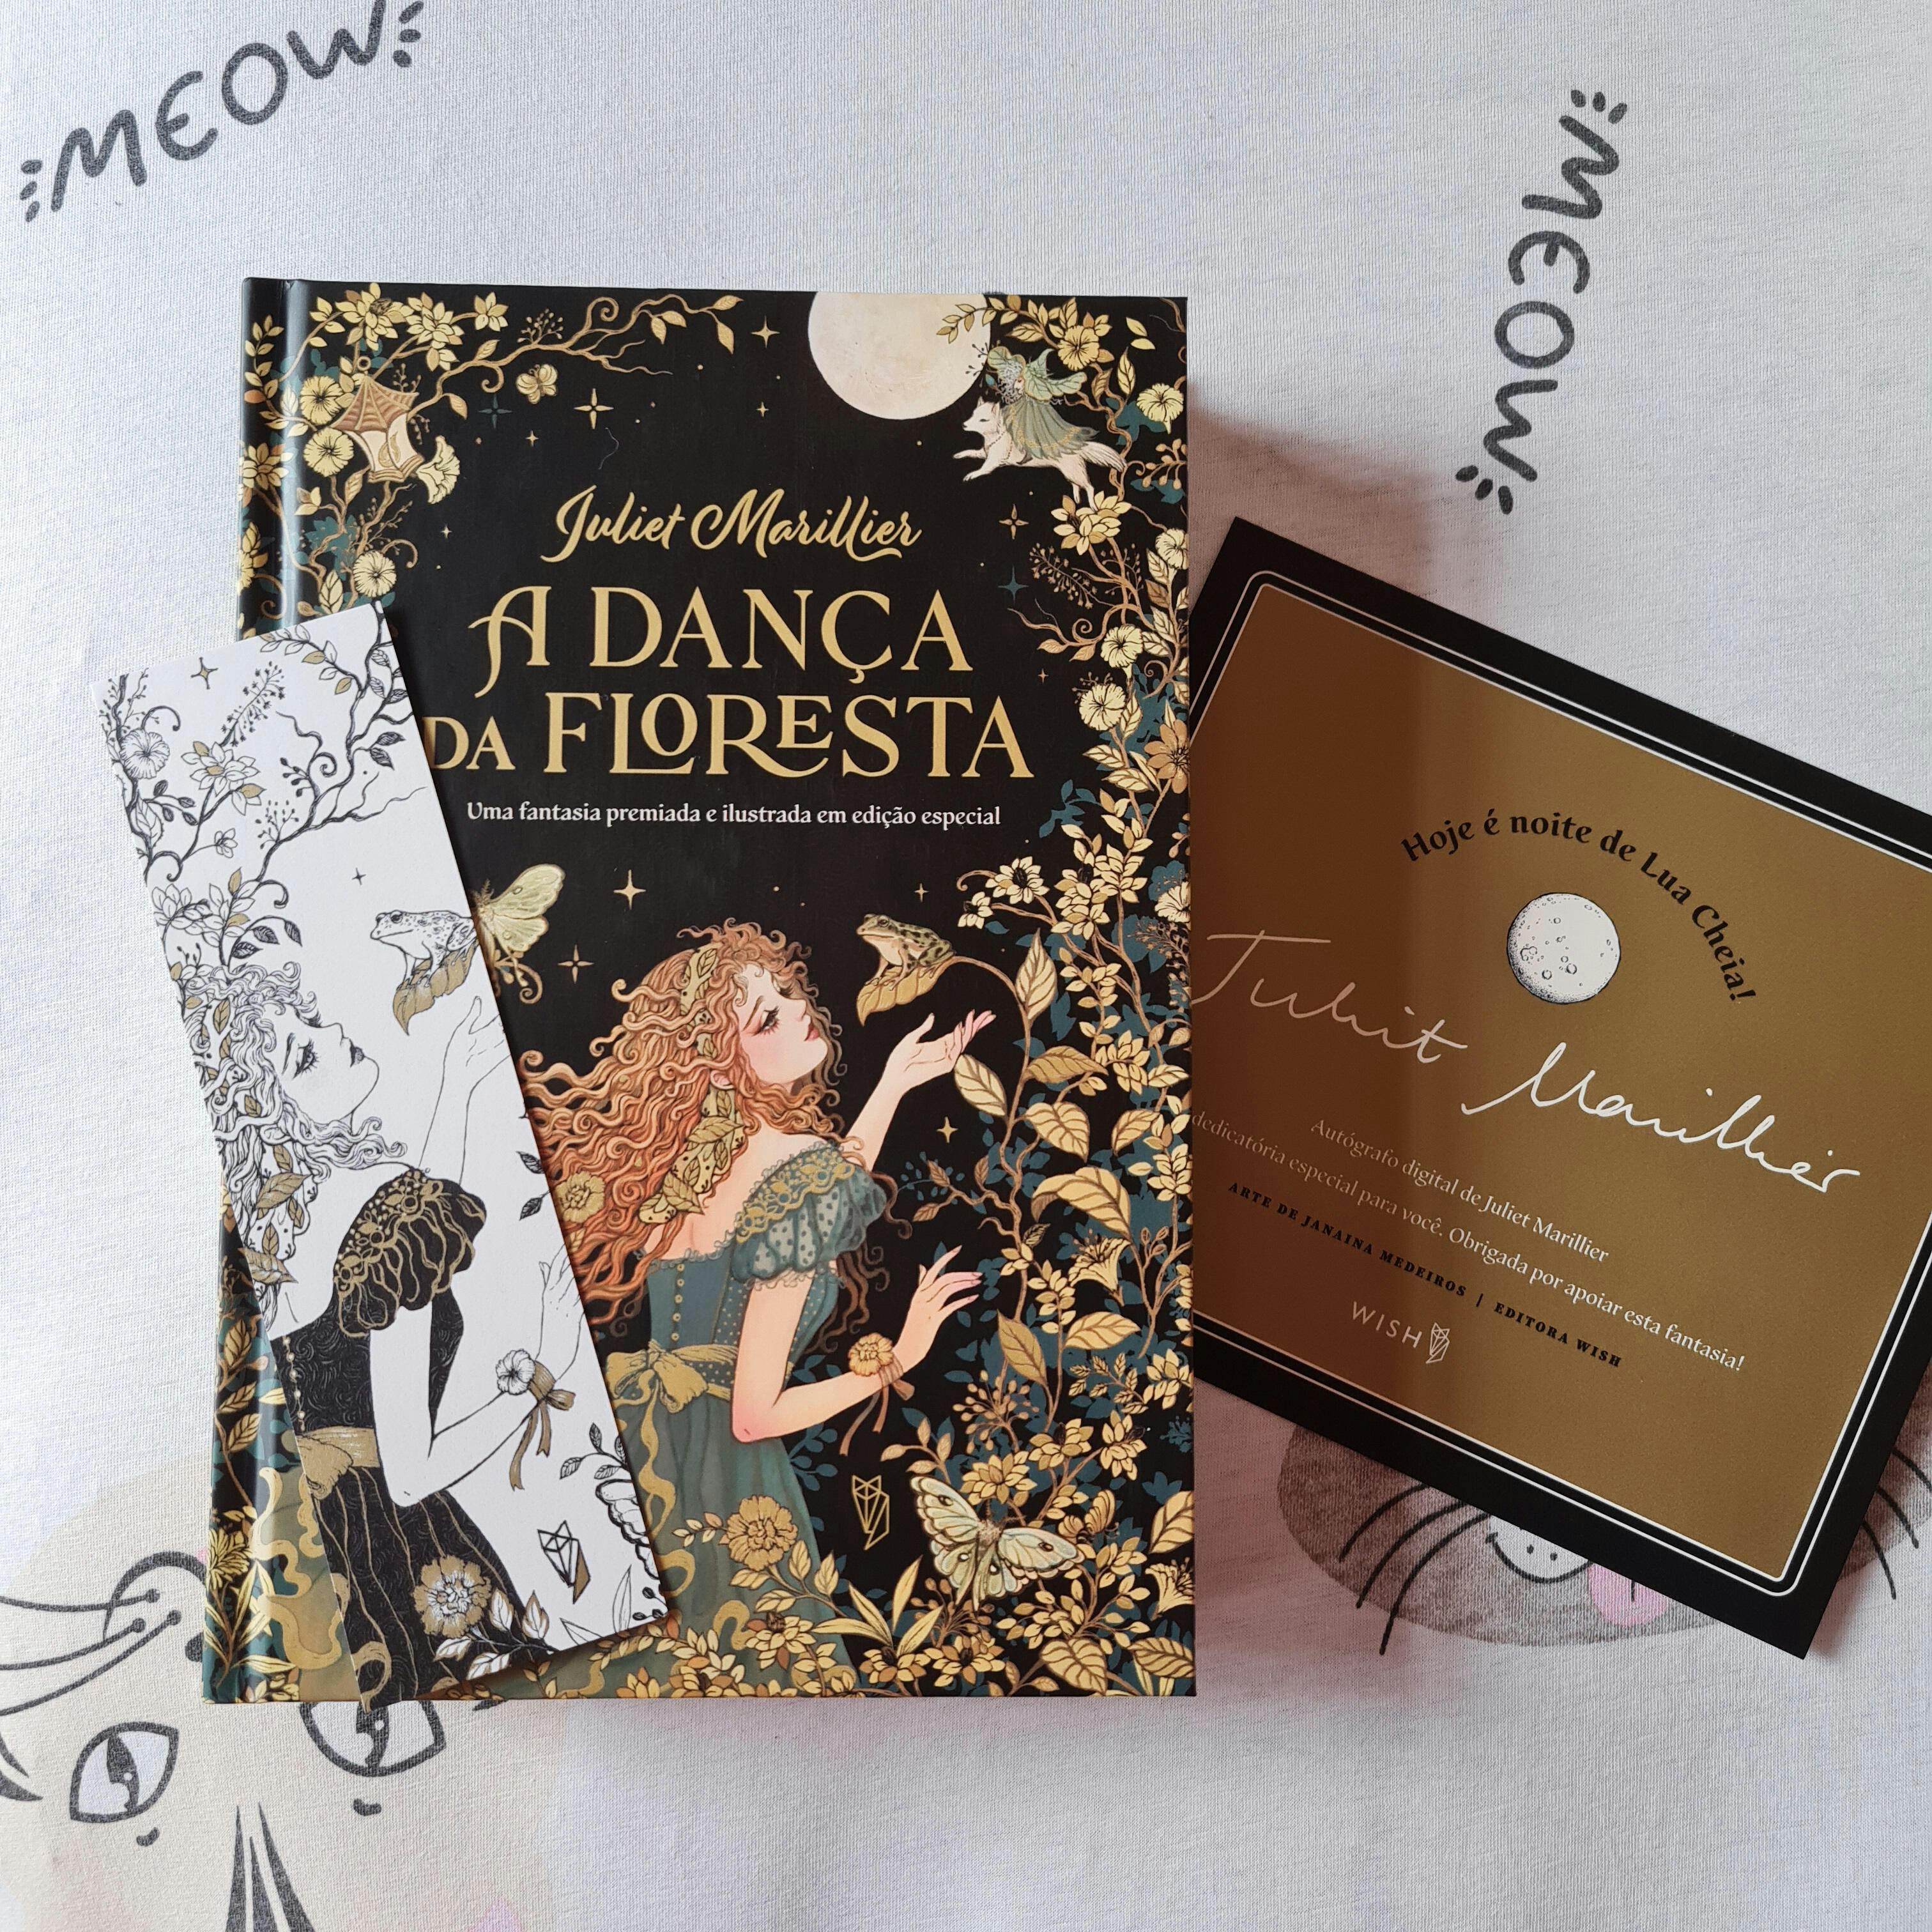 MEOW
MEOW
Juliet Marillier
A DANÇA
DA FLORESTA
Uma fantasia premiada e ilustrada em edição especial
Hoje é noite de Lua Cheia!
Juliet Marillier
Autógrafo digital de Juliet Marillier
dedicatória especial para você. Obrigada por apoiar esta fantasia!
ARTE DE JANAINA MEDEIROS | EDITORA WISH
WISH